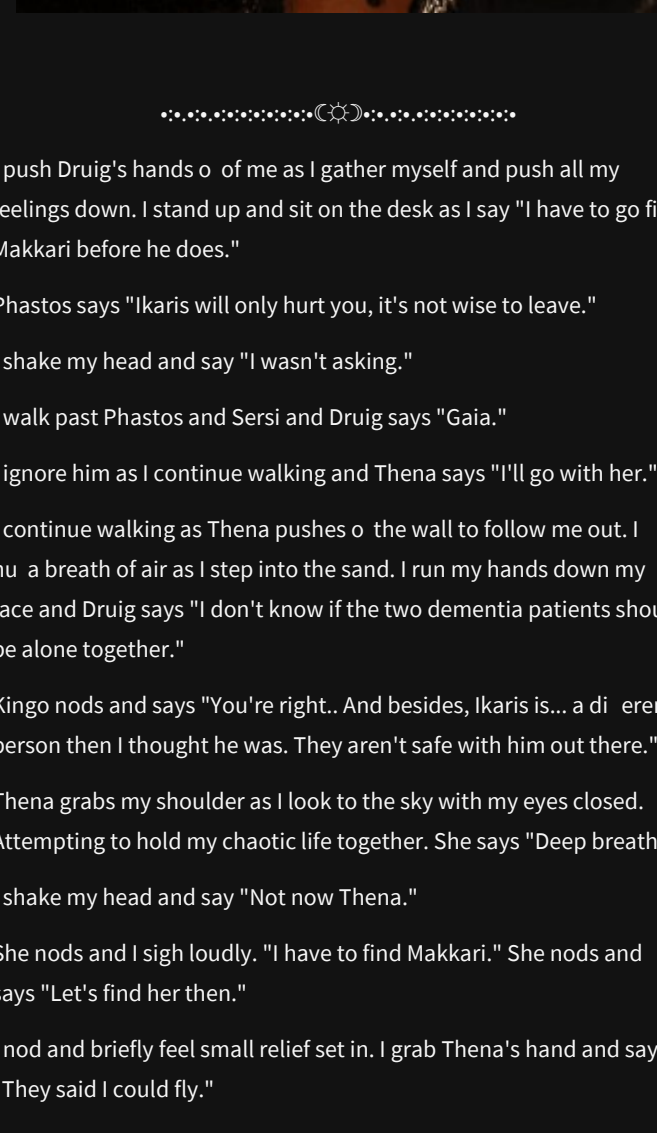 •:•.•:•.•:•:•:•:•:•:•:•☾☼☽•:•.•:•.•:•:•:•:•:•:•:•
push Druig's hands o of me as I gather myself and push all my
eelings down. I stand up and sit on the desk as I say "I have to go fi
Makkari before he does."
Phastos says "Ikaris will only hurt you, it's not wise to leave."
shake my head and say "I wasn't asking."
walk past Phastos and Sersi and Druig says "Gaia."
ignore him as I continue walking and Thena says "I'll go with her."
continue walking as Thena pushes o the wall to follow me out. I
hu a breath of air as I step into the sand. I run my hands down my
ace and Druig says "I don't know if the two dementia patients shou
be alone together."
Kingo nods and says "You're right.. And besides, Ikaris is... a di eren
person then I thought he was. They aren't safe with him out there."
Thena grabs my shoulder as I look to the sky with my eyes closed.
Attempting to hold my chaotic life together. She says "Deep breath
shake my head and say "Not now Thena."
She nods and I sigh loudly. "I have to find Makkari." She nods and
says "Let's find her then."
nod and briefly feel small relief set in. I grab Thena's hand and say
They said I could fly."